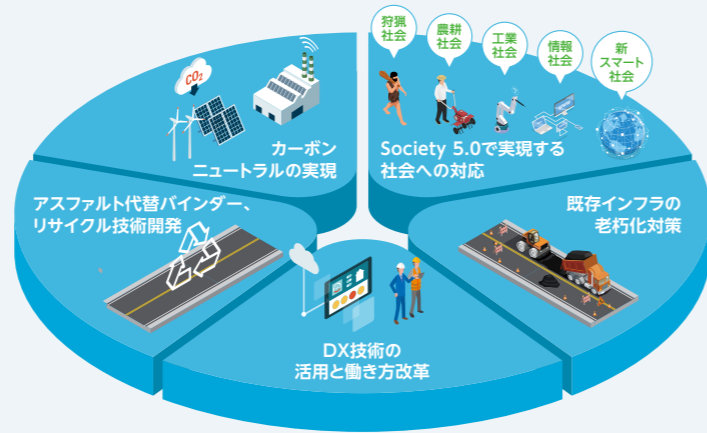 狩猟
社会
農耕
社会
工業
社会
情報
社会
新
スマート
社会
CO2
カーボン
ニュートラルの実現
Society 5.0で実現する
社会への対応
アスファルト代替バインダー、
リサイクル技術開発
既存インフラの
老朽化対策
DX技術の
活用と働き方改革